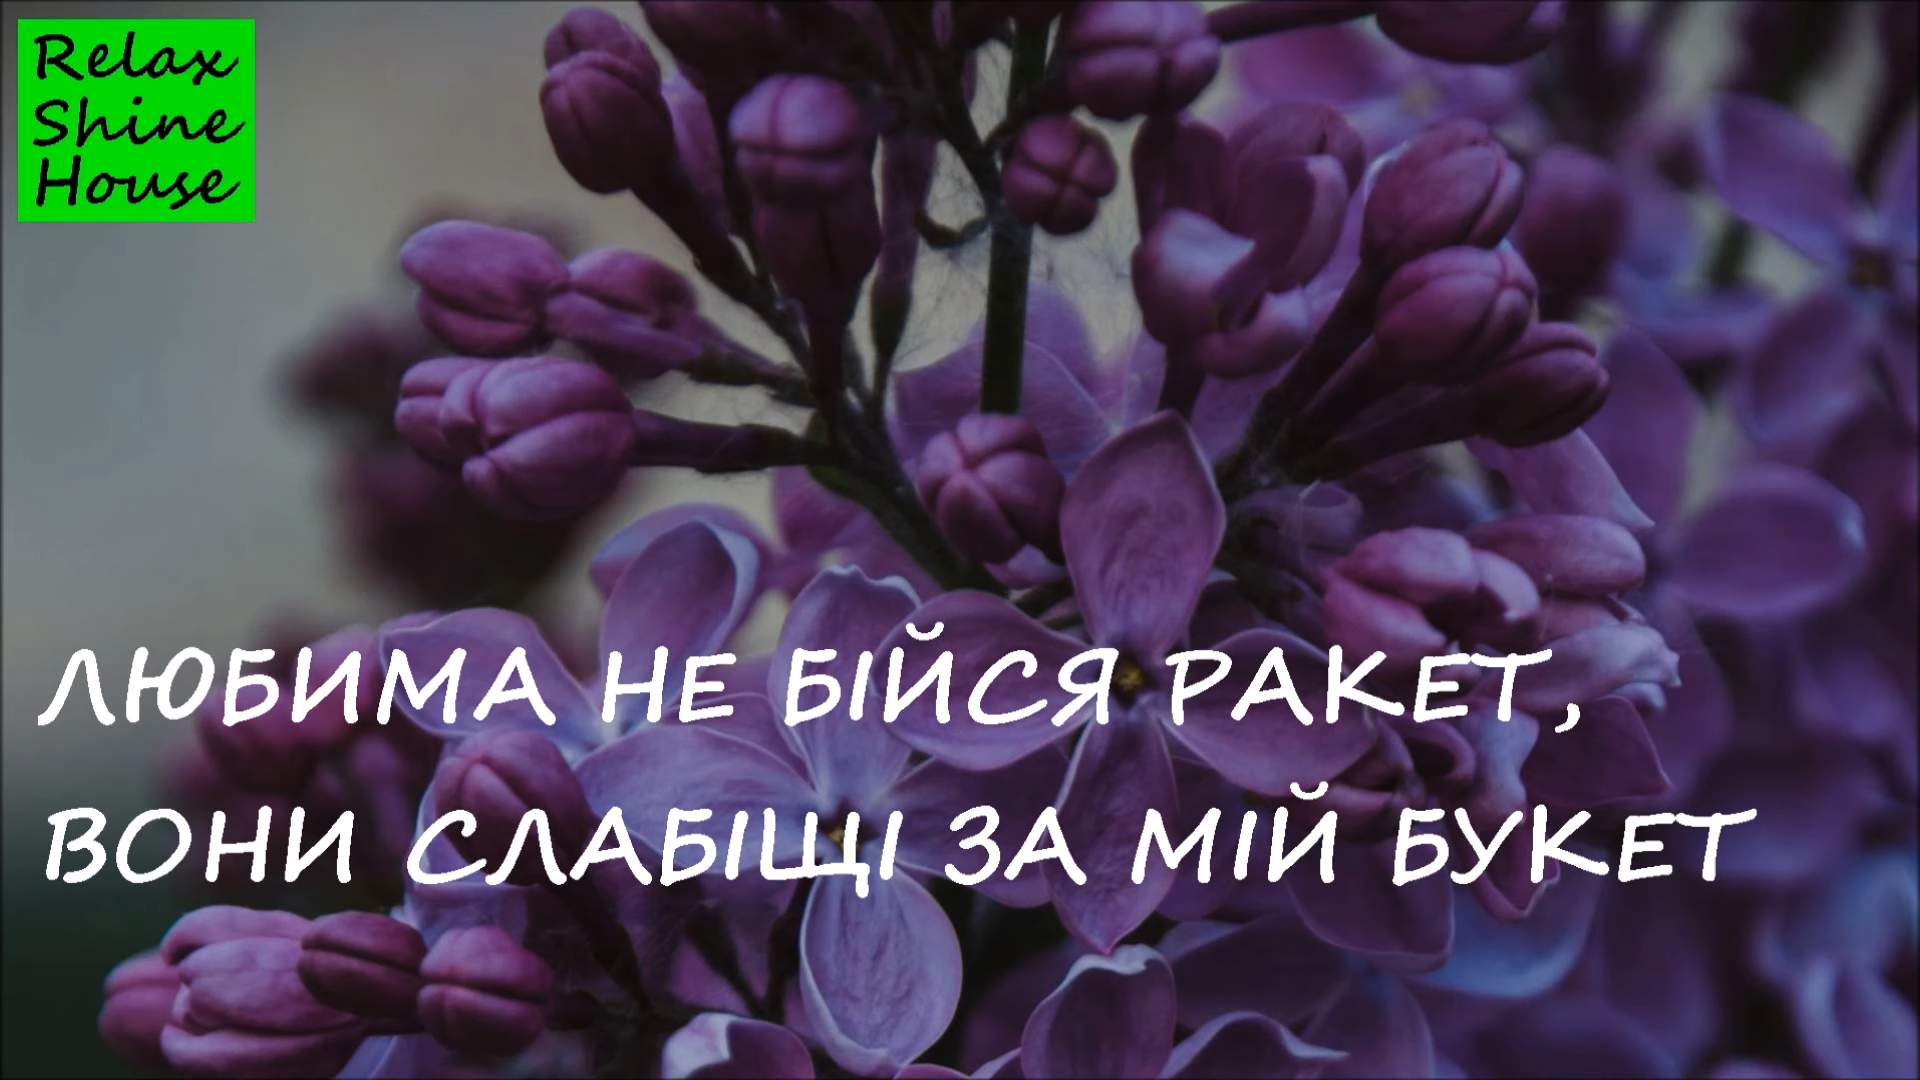 Relax
Shine
House
ЛЮБИМА НЕ БІЙСЯ РАКЕТ,
ВОНИ СЛАБІЩІ ЗА МІЙ БУКЕТ